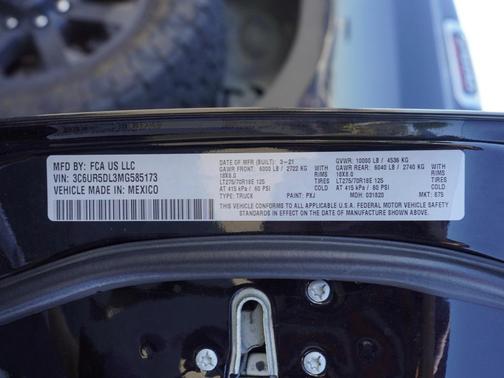 MFD BY: FCA US LLC
VIN: 3C6UR5DL3MG585173
VEHICLE MADE IN: MEXICO
DATE OF MFR (BUILT): 3-21 GVWR: 10000 LB / 4536 KG
GAWR FRONT: 6000 LB / 2722 KG WITH GAWR REAR: 6040 LB / 2740 KG WITH
18X8.0 RIMS 18X8.0 RIMS
LT275/70R18E 125 TIRES LT275/70R18E 125 TIRES
AT 415 kPa / 60 PSI AT 415 kPa / 60 PSI
TYPE: TRUCK PAINT: PXJ MDH: 031820 MKT: 875
THIS VEHICLE CONFORMS TO ALL APPLICABLE U.S.A. FEDERAL MOTOR VEHICLE SAFETY
STANDARDS IN EFFECT ON THE DATE OF MANUFACTURE SHOWN ABOVE